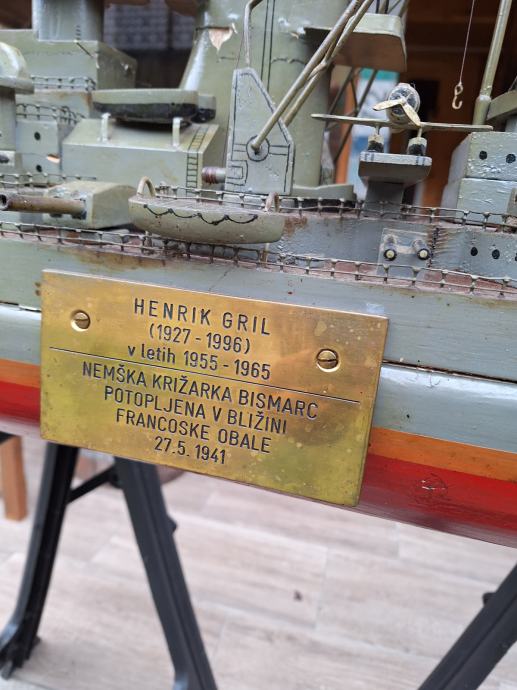 HENRIK GRIL
(1927 - 1996)
v letih 1955 - 1965
NEMŠKA KRIŽARKA BISMARC
POTOPLJENA V BLIŽINI
FRANCOSKE OBALE
27.5. 1941